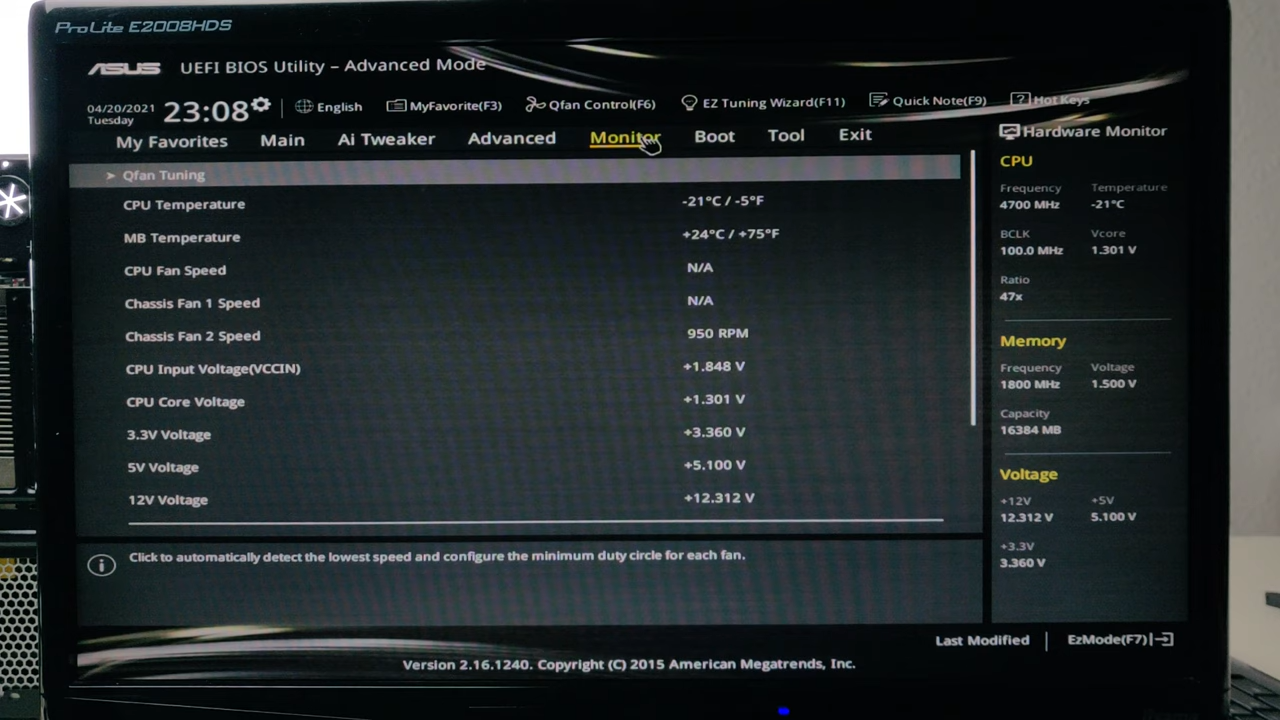 ProLite E2008HDS
ASUS UEFI BIOS Utility – Advanced Mode
04/20/2021
Tuesday
23:08
English
MyFavorite(F3)
Qfan Control(F6)
EZ Tuning Wizard(F11)
Quick Note(F9)
Hot Keys
My Favorites Main Ai Tweaker Advanced Monitor Boot Tool Exit
Qfan Tuning
CPU Temperature -21°C / -5°F
MB Temperature +24°C / +75°F
CPU Fan Speed N/A
Chassis Fan 1 Speed N/A
Chassis Fan 2 Speed 950 RPM
CPU Input Voltage(VCCIN) +1.848 V
CPU Core Voltage +1.301 V
3.3V Voltage +3.360 V
5V Voltage +5.100 V
12V Voltage +12.312 V
Click to automatically detect the lowest speed and configure the minimum duty circle for each fan.
Hardware Monitor
CPU
Frequency Temperature
4700 MHz -21°C
BCLK Vcore
100.0 MHz 1.301 V
Ratio
47x
Memory
Frequency Voltage
1800 MHz 1.500 V
Capacity
16384 MB
Voltage
+12V +5V
12.312 V 5.100 V
+3.3V
3.360 V
Last Modified EzMode(F7)
Version 2.16.1240. Copyright (C) 2015 American Megatrends, Inc.